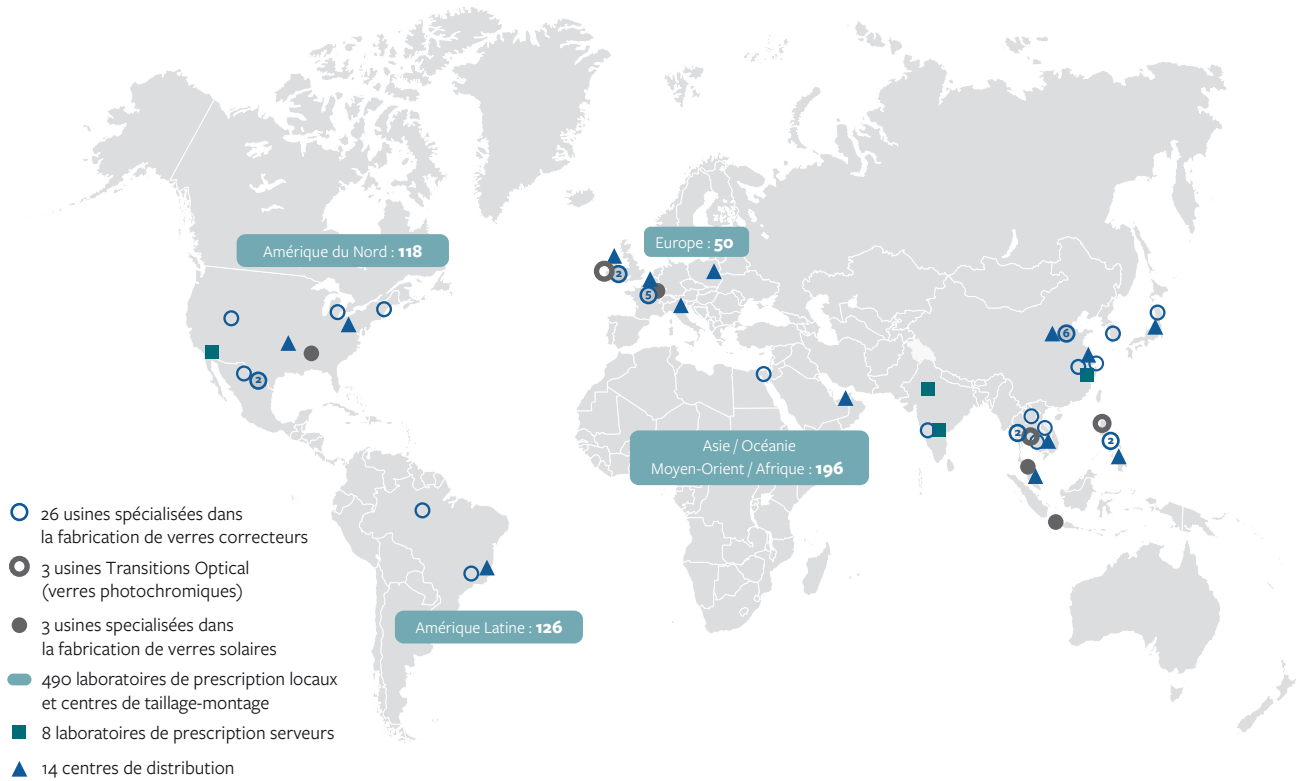 Amérique du Nord : 118
Europe : 50
2
5
6
2
Asie / Océanie
Moyen-Orient / Afrique : 196
2
2
26 usines spécialisées dans
la fabrication de verres correcteurs
3 usines Transitions Optical
(verres photochromiques)
3 usines specialisées dans
la fabrication de verres solaires
Amérique Latine : 126
490 laboratoires de prescription locaux
et centres de taillage-montage
8 laboratoires de prescription serveurs
14 centres de distribution